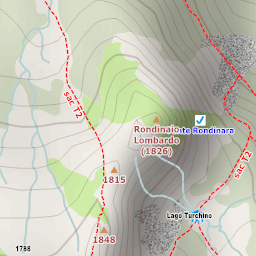 sac T2
Rondinaio
Lombardo
(1826)
te Rondinara
sac T2
1815
Lago Turchino
1848
1788